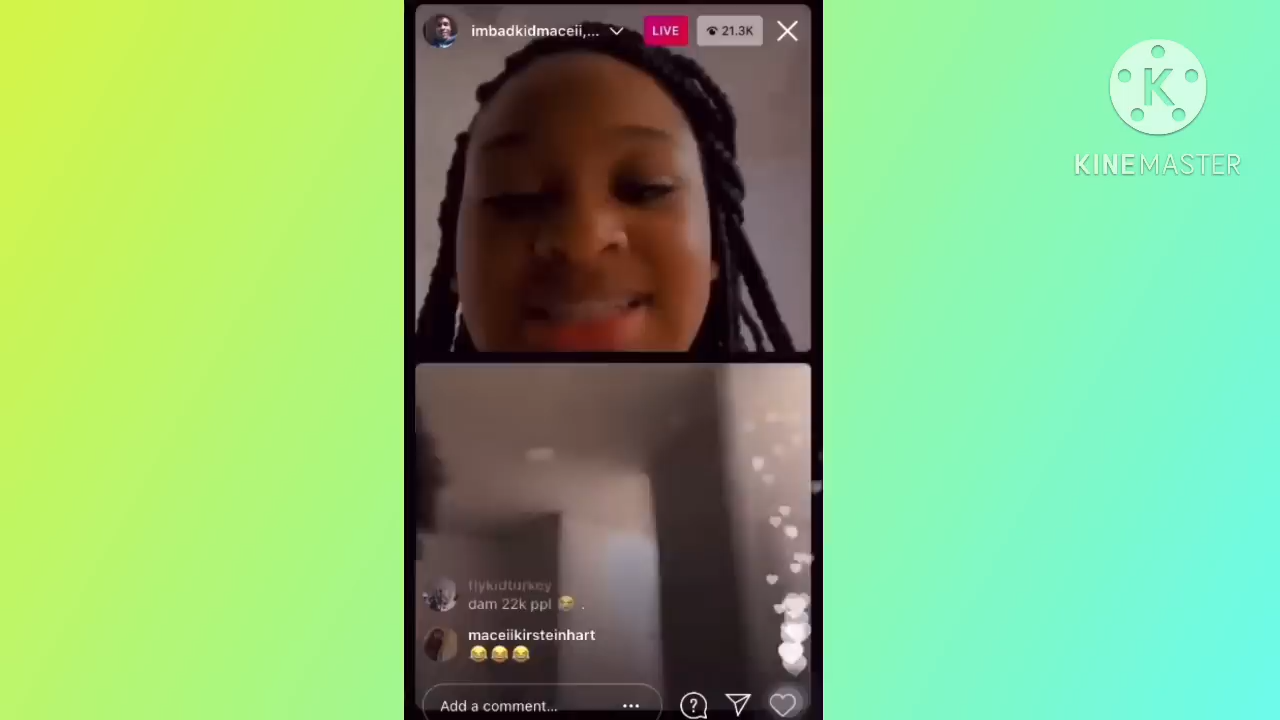 imbadkidmaceii,...
LIVE
21.3K
KINEMASTER
flykidturkey
dam 22k ppl 😂 .
maceiikirsteinhart
😂😂😂
Add a comment...